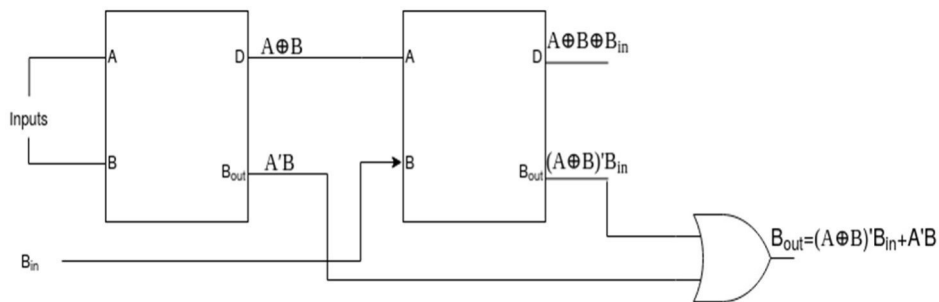 A⊕B
A⊕B⊕Bin
A
D
A
D
Inputs
B
Bout
A'B
B
Bout
(A⊕B)'Bin
Bin
Bout=(A⊕B)'Bin+A'B